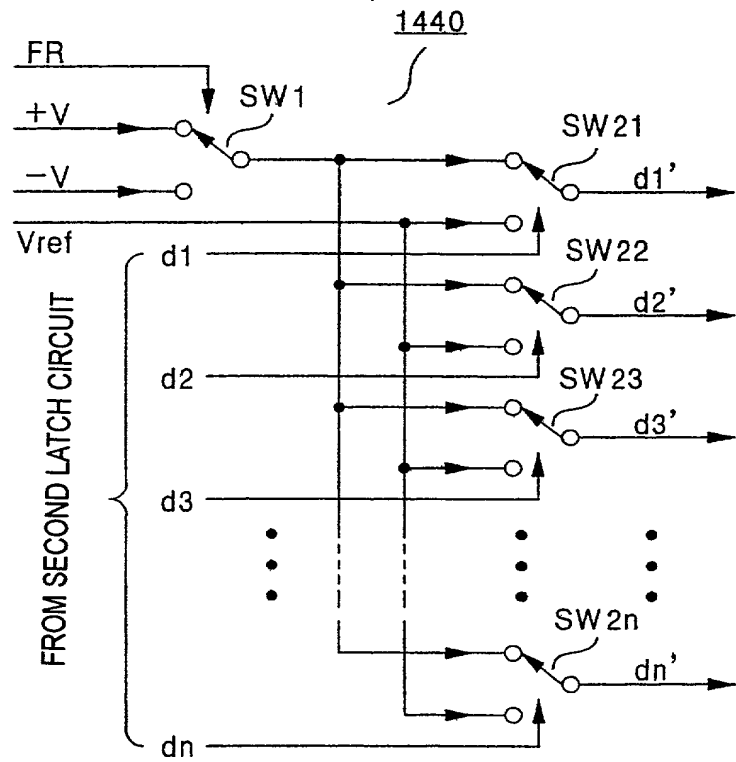 1440
FR
SW1
+V
SW21
d1'
-V
Vref
d1
SW22
d2'
d2
SW23
d3'
d3
FROM SECOND LATCH CIRCUIT
SW2n
dn'
dn